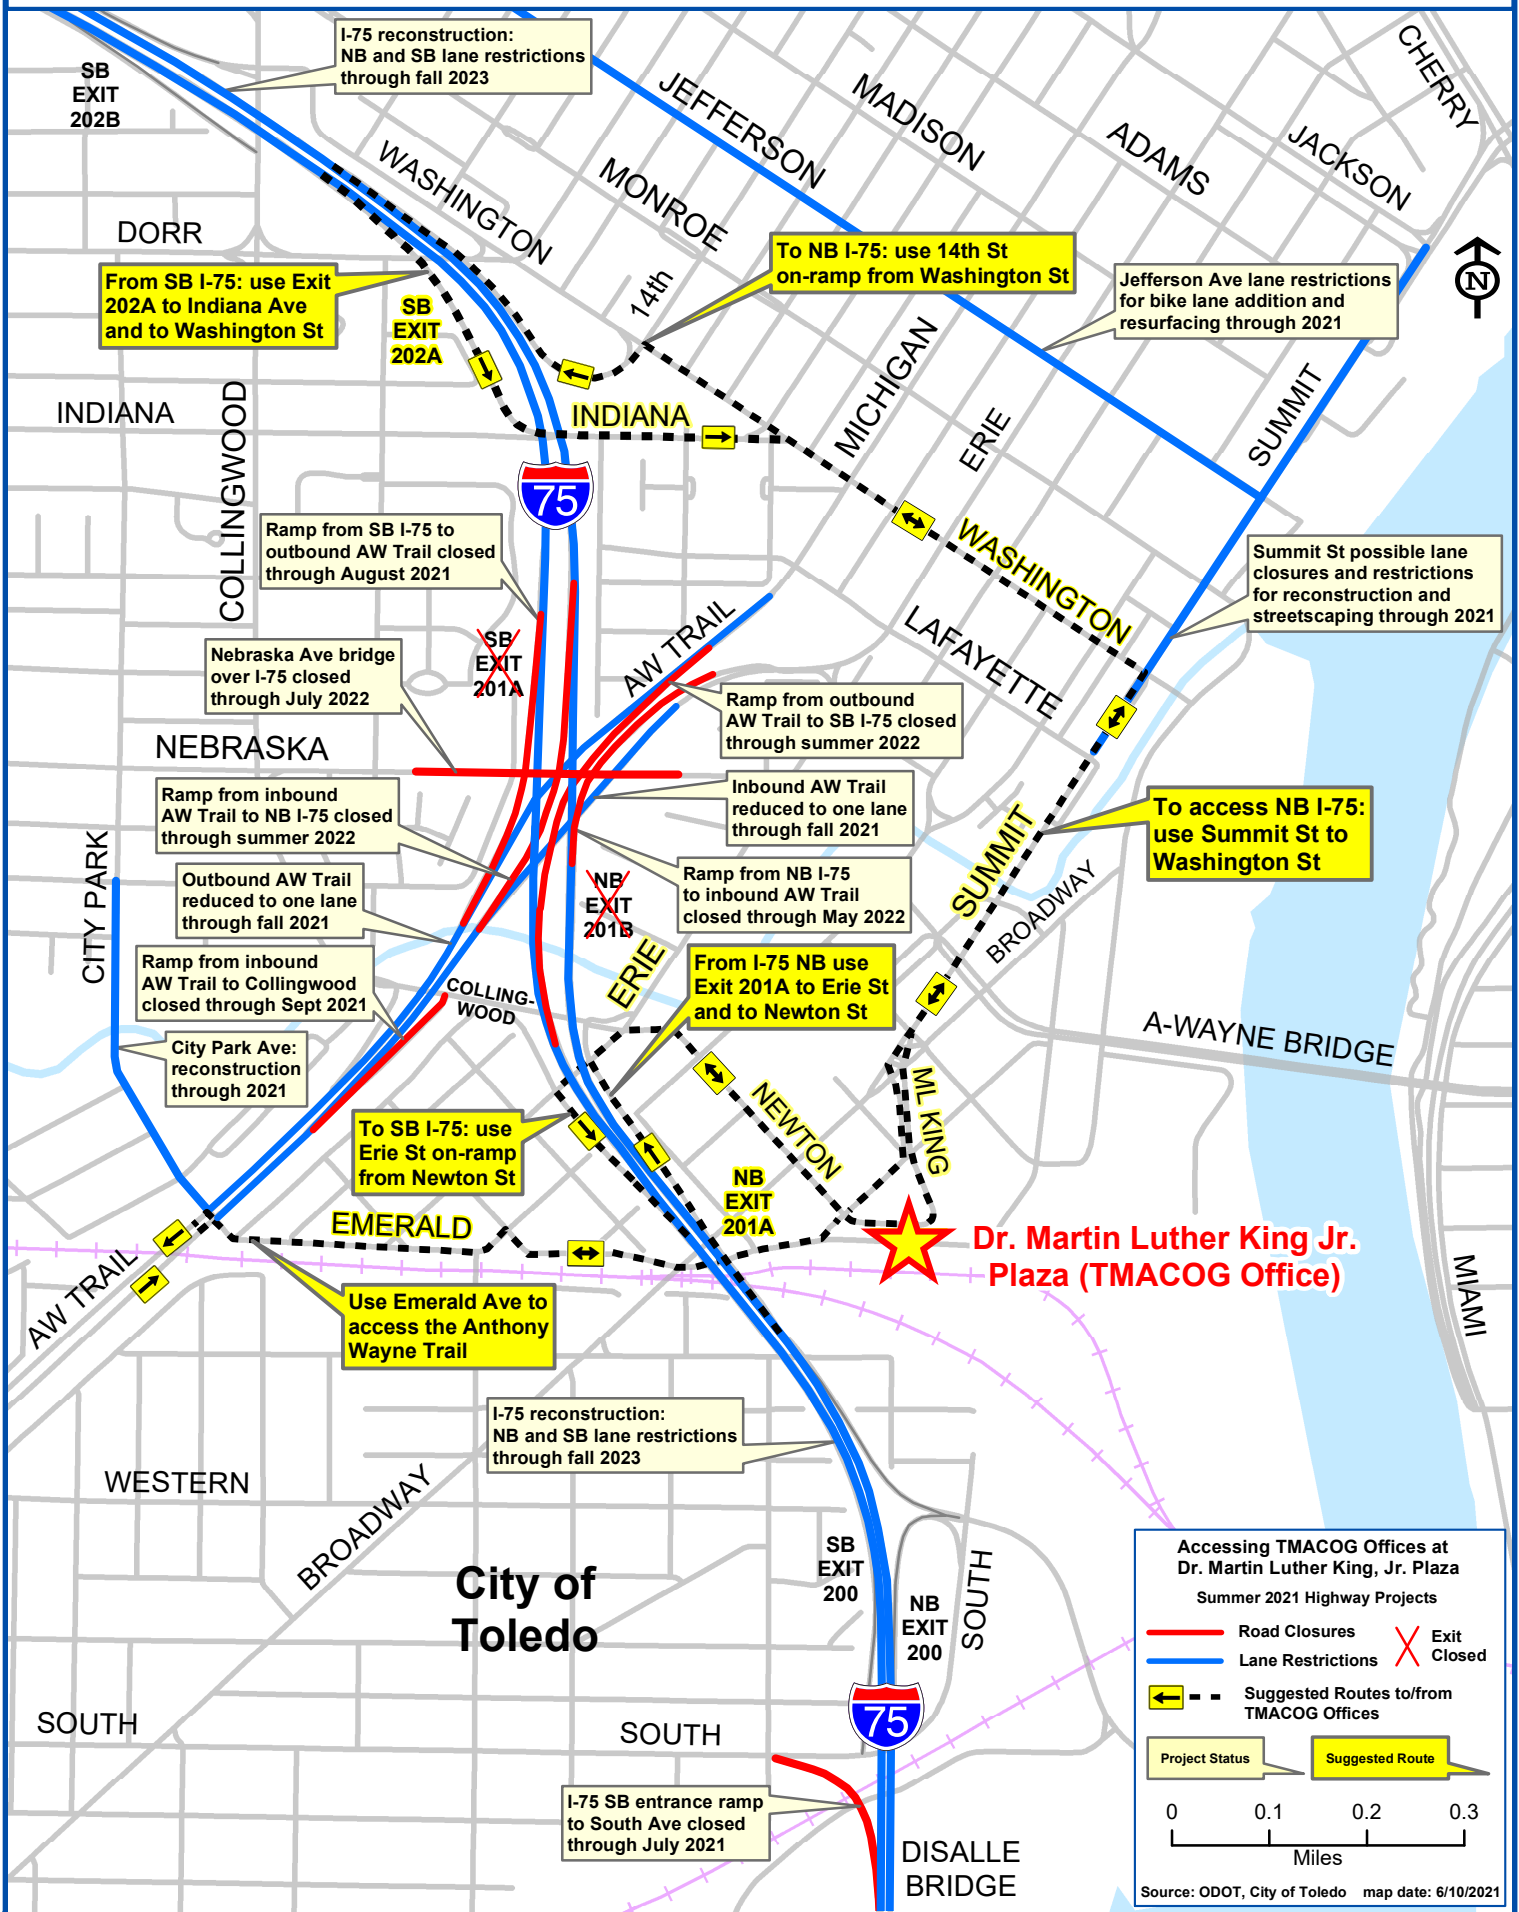 I-75 reconstruction:
NB and SB lane restrictions
through fall 2023
SB
EXIT
202B
CHERRY
JEFFERSON
MADISON
ADAMS
JACKSON
WASHINGTON
MONROE
DORR
14th
From SB I-75: use Exit
202A to Indiana Ave
and to Washington St
SB
EXIT
202A
To NB I-75: use 14th St
on-ramp from Washington St
Jefferson Ave lane restrictions
for bike lane addition and
resurfacing through 2021
N
INDIANA
COLLINGWOOD
INDIANA
MICHIGAN
ERIE
SUMMIT
75
Ramp from SB I-75 to
outbound AW Trail closed
through August 2021
WASHINGTON
Summit St possible lane
closures and restrictions
for reconstruction and
streetscaping through 2021
SB
EXIT
201A
AW TRAIL
LAFAYETTE
Nebraska Ave bridge
over I-75 closed
through July 2022
Ramp from outbound
AW Trail to SB I-75 closed
through summer 2022
NEBRASKA
Ramp from inbound
AW Trail to NB I-75 closed
through summer 2022
Inbound AW Trail
reduced to one lane
through fall 2021
To access NB I-75:
use Summit St to
Washington St
CITY PARK
SUMMIT
BROADWAY
Outbound AW Trail
reduced to one lane
through fall 2021
NB
EXIT
201B
Ramp from NB I-75
to inbound AW Trail
closed through May 2022
Ramp from inbound
AW Trail to Collingwood
closed through Sept 2021
COLLING-
WOOD
ERIE
From I-75 NB use
Exit 201A to Erie St
and to Newton St
A-WAYNE BRIDGE
City Park Ave:
reconstruction
through 2021
ML KING
NEWTON
To SB I-75: use
Erie St on-ramp
from Newton St
NB
EXIT
201A
EMERALD
Dr. Martin Luther King Jr.
Plaza (TMACOG Office)
AW TRAIL
MIAMI
Use Emerald Ave to
access the Anthony
Wayne Trail
I-75 reconstruction:
NB and SB lane restrictions
through fall 2023
WESTERN
BROADWAY
City of
Toledo
SB
EXIT
200
NB
EXIT
200
SOUTH
75
SOUTH
SOUTH
I-75 SB entrance ramp
to South Ave closed
through July 2021
DISALLE
BRIDGE
Accessing TMACOG Offices at
Dr. Martin Luther King, Jr. Plaza
Summer 2021 Highway Projects
Road Closures
Lane Restrictions
Exit
Closed
Suggested Routes to/from
TMACOG Offices
Project Status
Suggested Route
0 0.1 0.2 0.3
Miles
Source: ODOT, City of Toledo map date: 6/10/2021